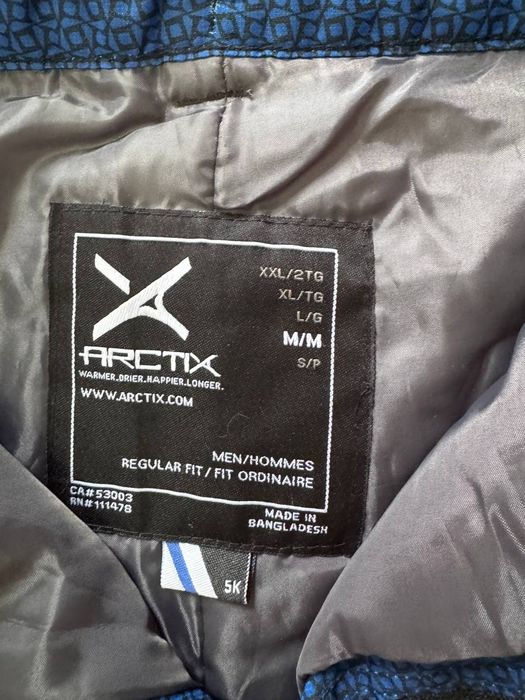 XXL/2TG
XL/TG
L/G
M/M
S/P
ARCTIX
WARMER.DRIER.HAPPIER.LONGER.
WWW.ARCTIX.COM
MEN/HOMMES
REGULAR FIT/FIT ORDINAIRE
CA#53003
RN#111478
MADE IN
BANGLADESH
5K